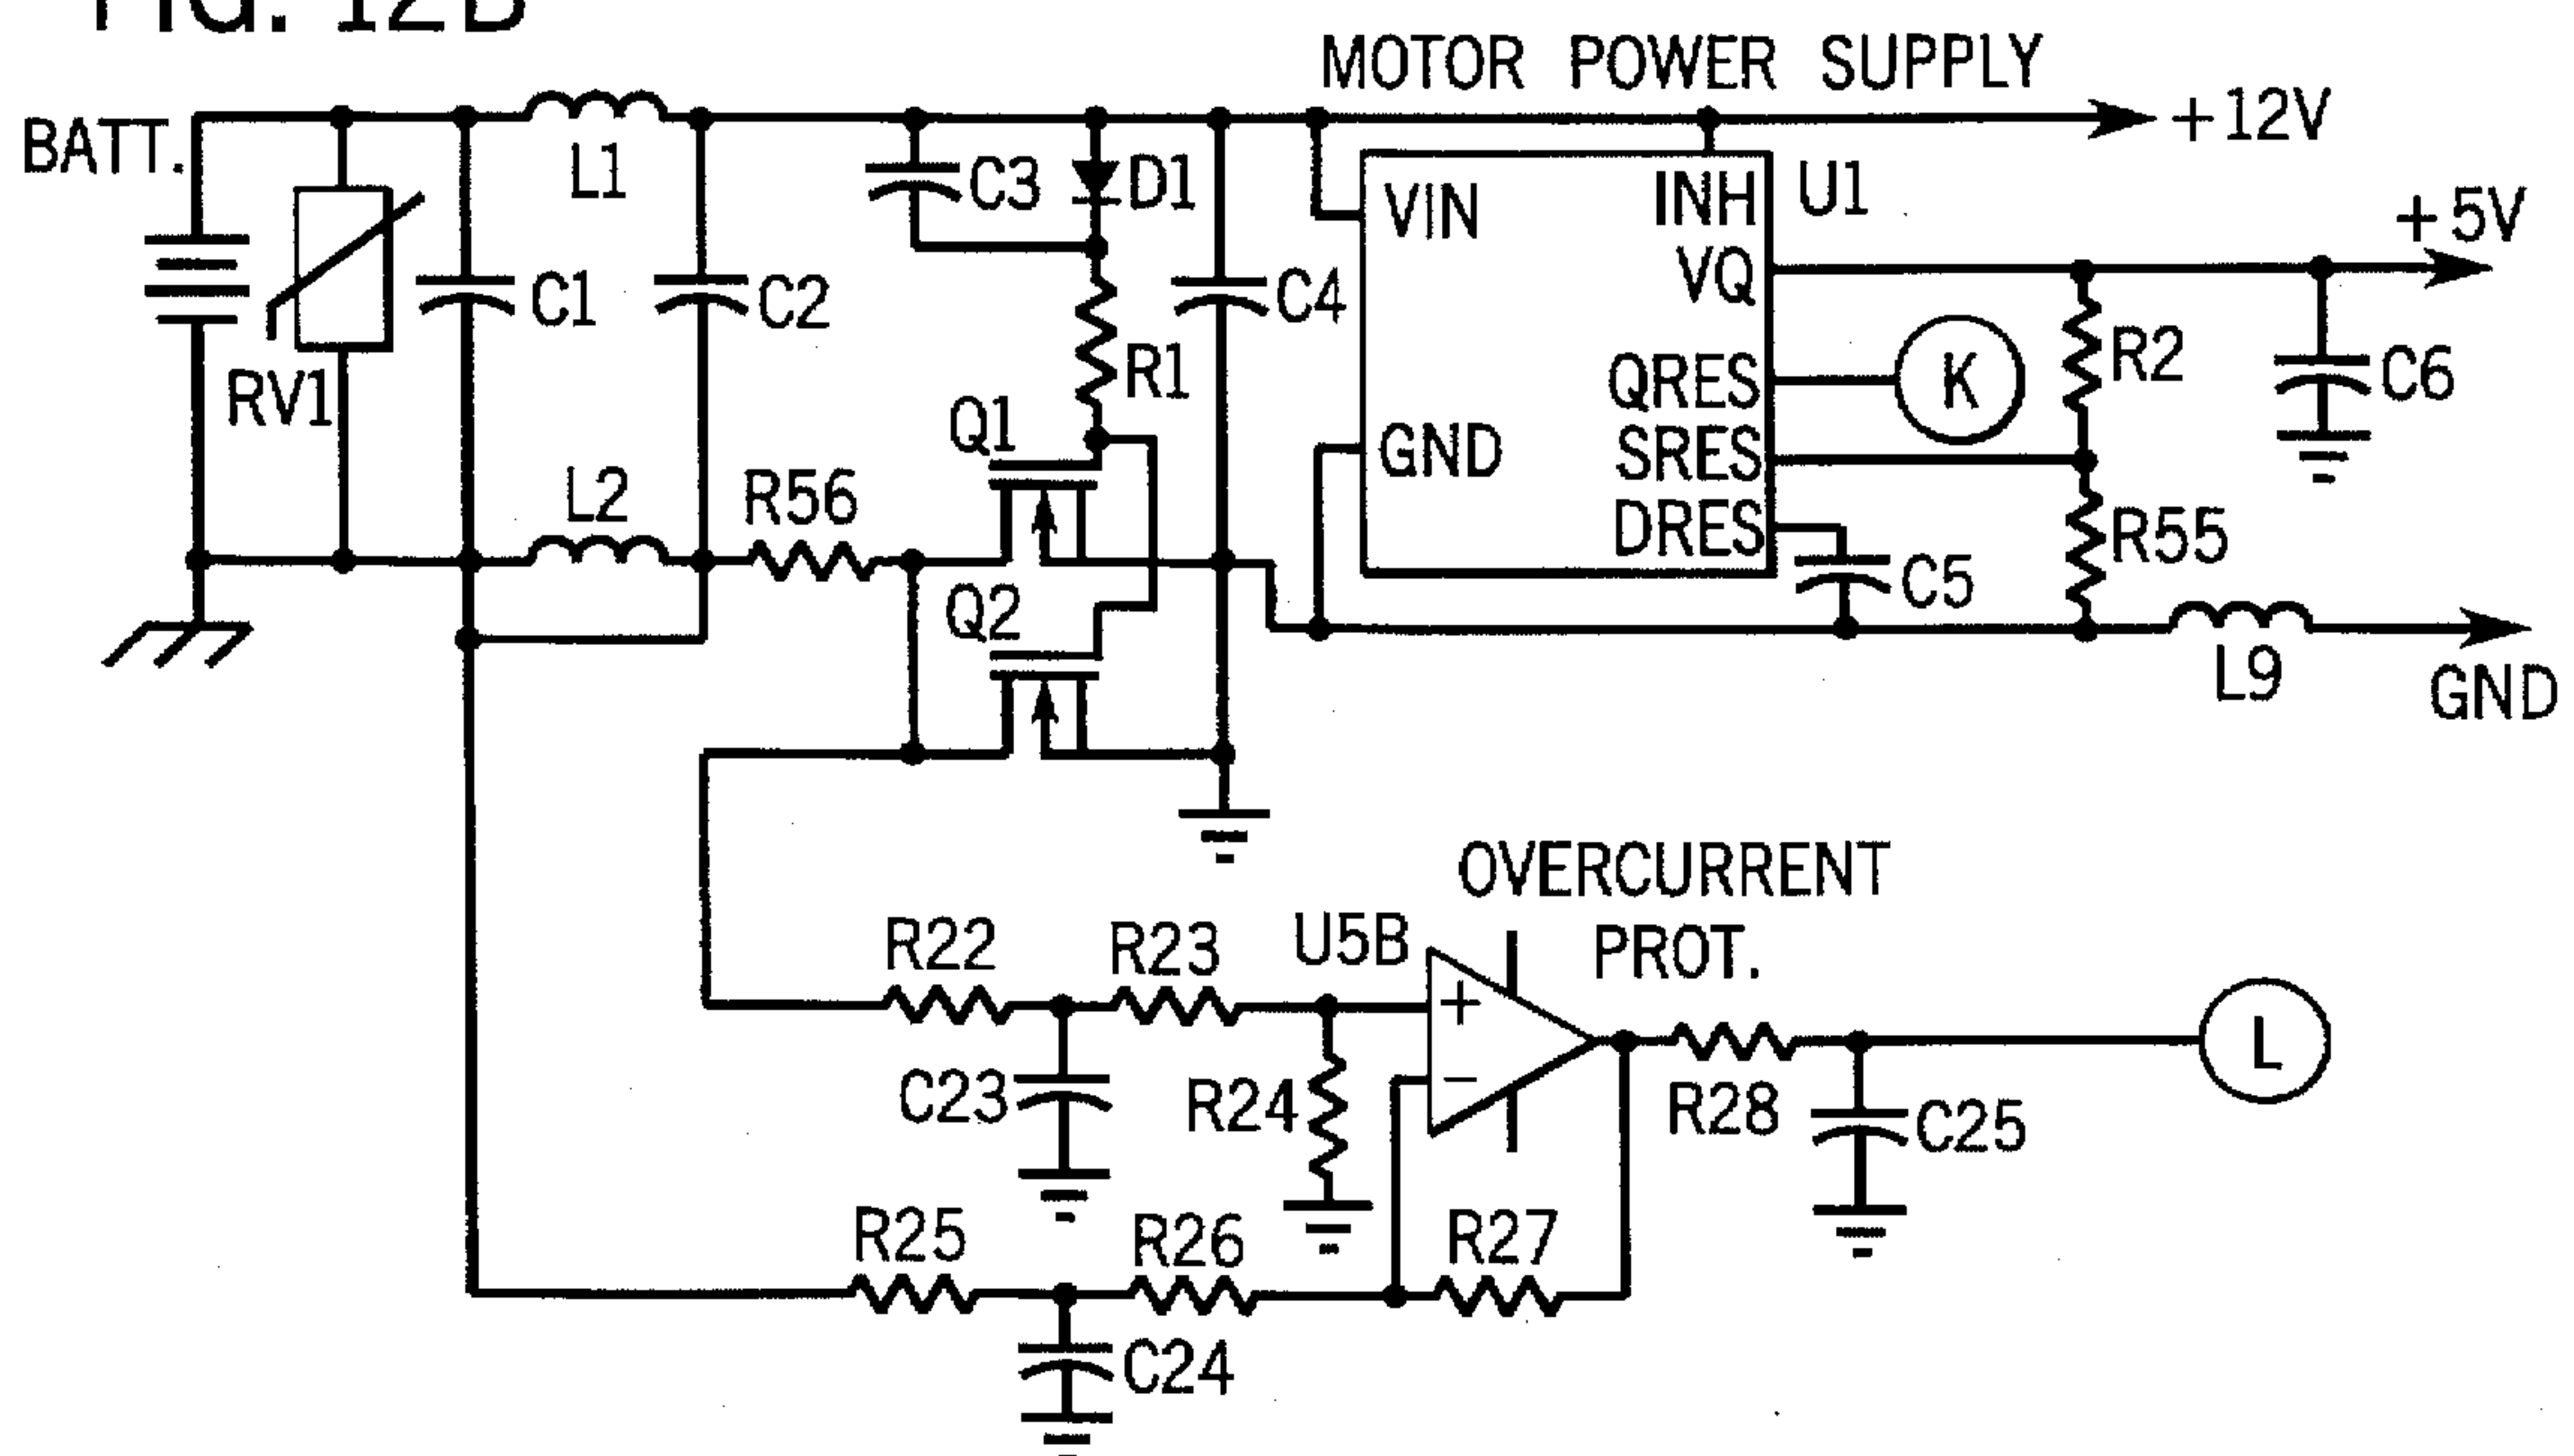 FIG. 12B
MOTOR POWER SUPPLY
+12V
BATT.
L1
C3
D1
VIN
INH
U1
+5V
VQ
C1
C2
C4
R1
R2
C6
RV1
QRES
K
Q1
GND
SRES
L2
R56
DRES
R55
C5
Q2
L9
GND
OVERCURRENT
PROT.
R22
R23
U5B
+
−
L
C23
R24
R28
C25
R25
R26
R27
C24